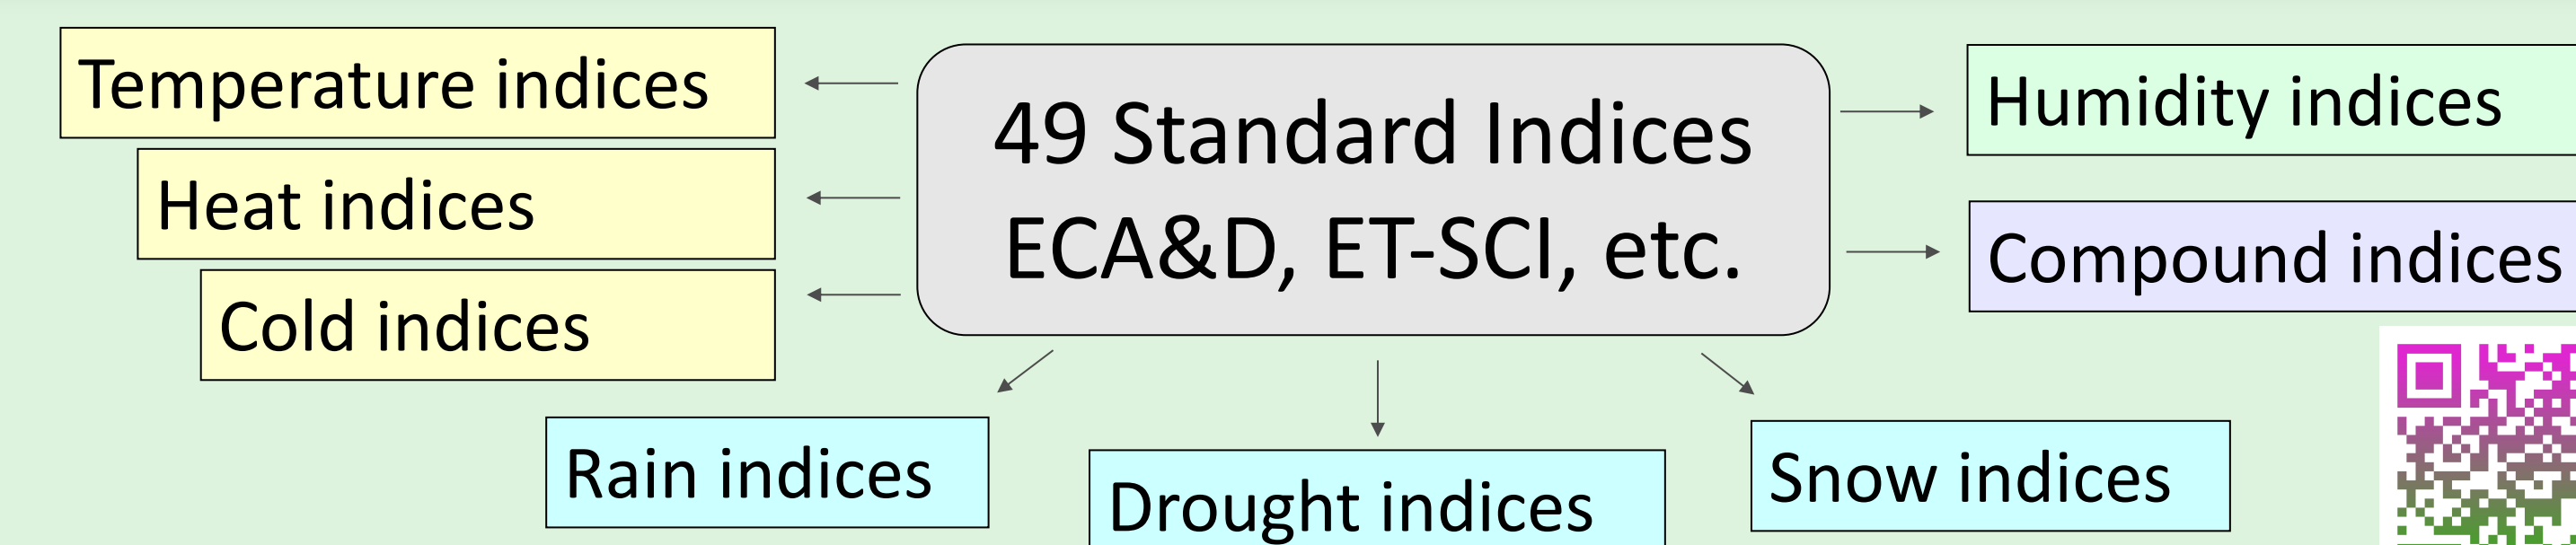 Temperature indices
Heat indices
Cold indices
49 Standard Indices
ECA&D, ET-SCI, etc.
Humidity indices
Compound indices
Rain indices
Drought indices
Snow indices